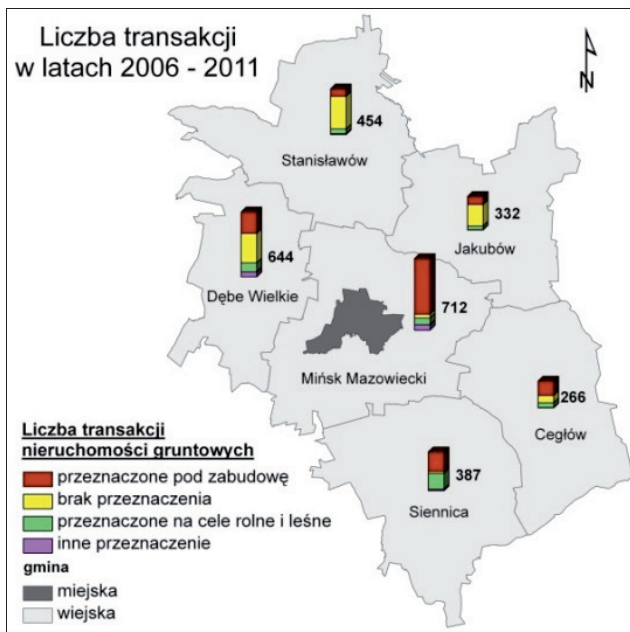 Liczba transakcji
w latach 2006 - 2011
N
454
Stanisławów
332
Jakubów
644
Dębe Wielkie
712
Mińsk Mazowiecki
266
Cegłów
387
Siennica
Liczba transakcji
nieruchomości gruntowych
przeznaczone pod zabudowę
brak przeznaczenia
przeznaczone na cele rolne i leśne
inne przeznaczenie
gmina
miejska
wiejska